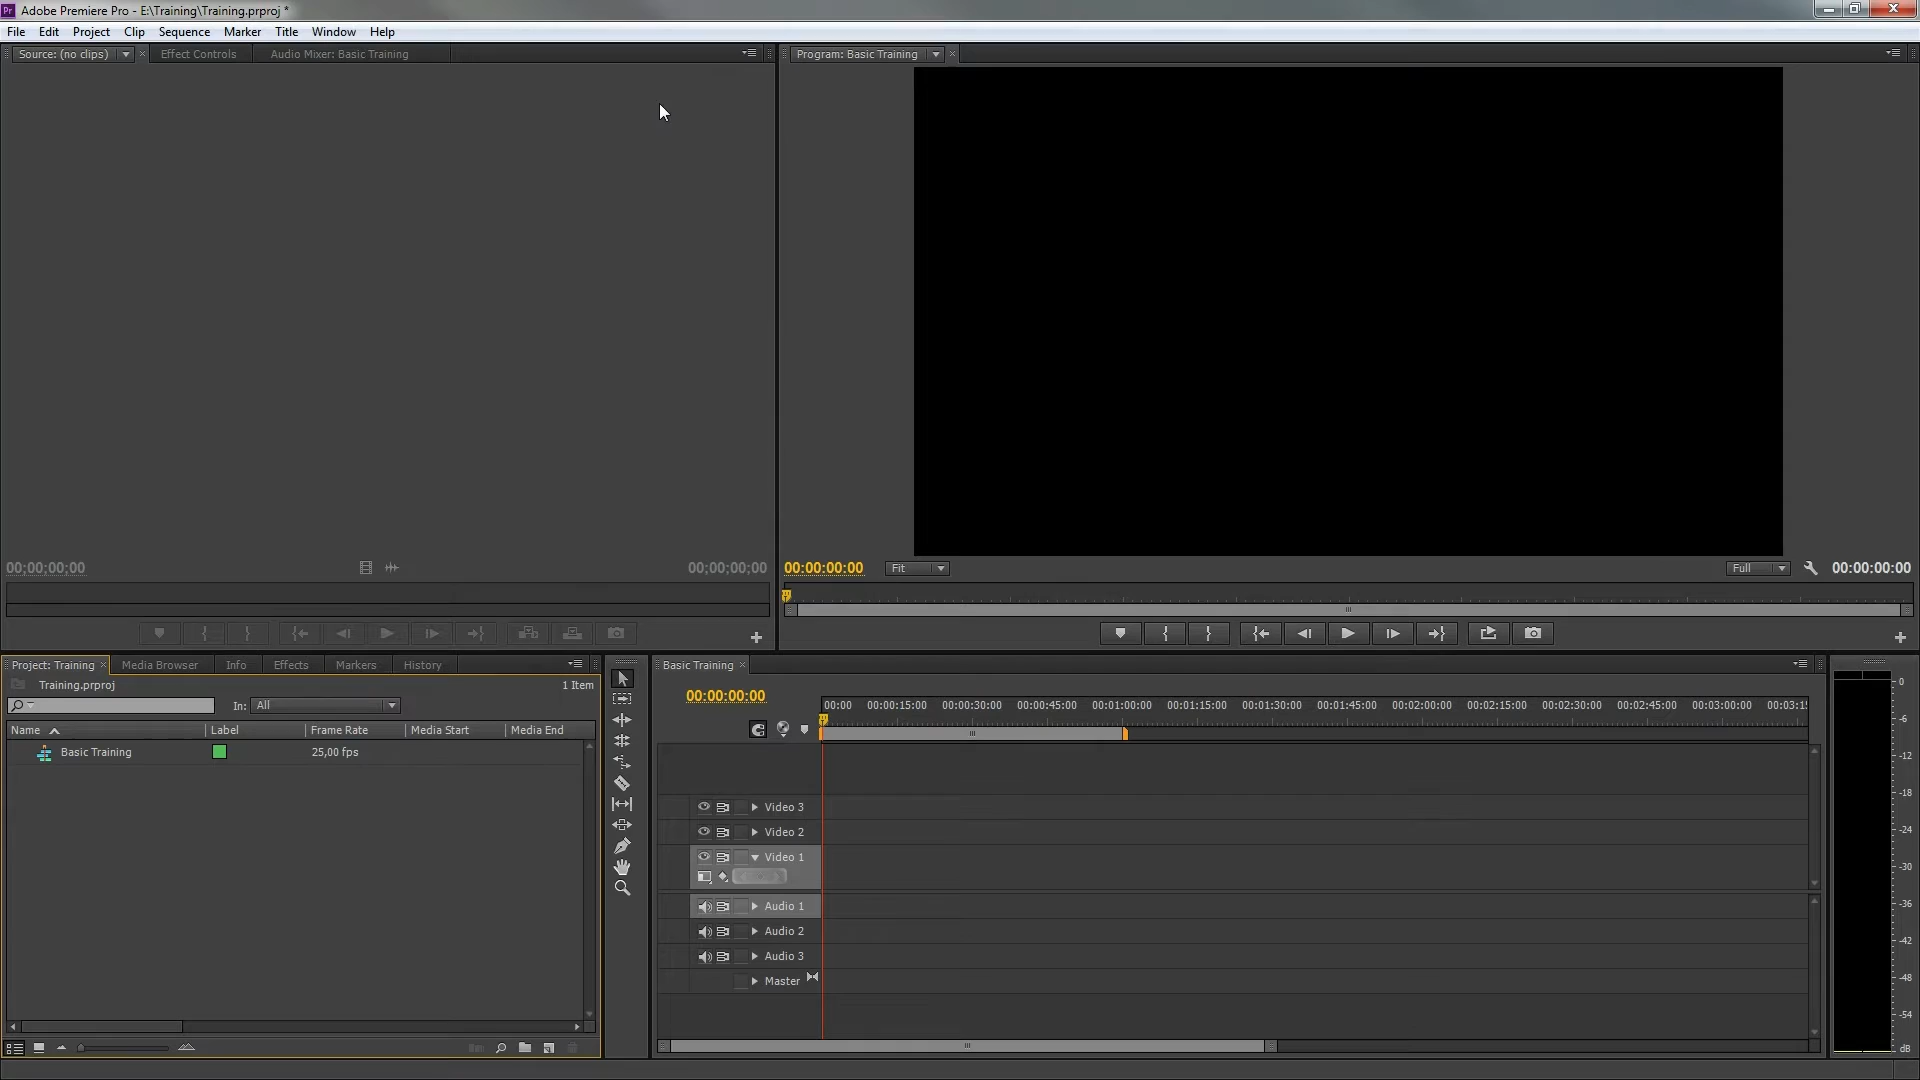 Adobe Premiere Pro - E:\Training\Training.prproj *
File Edit Project Clip Sequence Marker Title Window Help
Source: (no clips) Effect Controls Audio Mixer: Basic Training
Program: Basic Training
00;00;00;00 00;00;00;00
00:00:00:00 Fit Full 00:00:00:00
Project: Training Media Browser Info Effects Markers History
Training.prproj 1 Item
In: All
Name Label Frame Rate Media Start Media End
Basic Training 25,00 fps
Basic Training
00:00:00:00
00:00 00:00:15:00 00:00:30:00 00:00:45:00 00:01:00:00 00:01:15:00 00:01:30:00 00:01:45:00 00:02:00:00 00:02:15:00 00:02:30:00 00:02:45:00 00:03:00:00 00:03:1
Video 3
Video 2
Video 1
Audio 1
Audio 2
Audio 3
Master
0
-6
-12
-18
-24
-30
-36
-42
-48
-54
dB